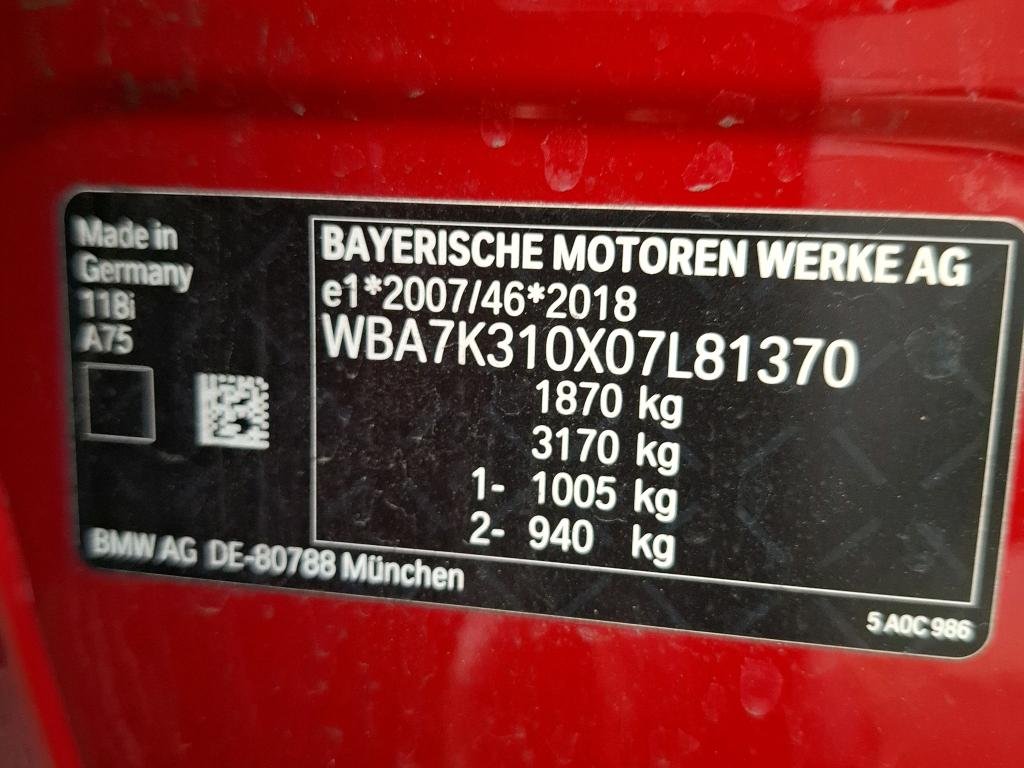 Made in
Germany
118i
A75
BAYERISCHE MOTOREN WERKE AG
e1*2007/46*2018
WBA7K310X07L81370
1870 kg
3170 kg
1- 1005 kg
2- 940 kg
BMW AG DE-80788 München
5 A0C 986